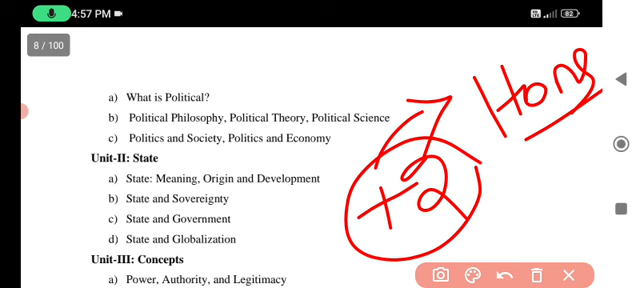 4:57 PM
82
8 / 100
a) What is Political?
b) Political Philosophy, Political Theory, Political Science
c) Politics and Society, Politics and Economy
Unit-II: State
a) State: Meaning, Origin and Development
b) State and Sovereignty
c) State and Government
d) State and Globalization
Unit-III: Concepts
a) Power, Authority, and Legitimacy
+2
Hons